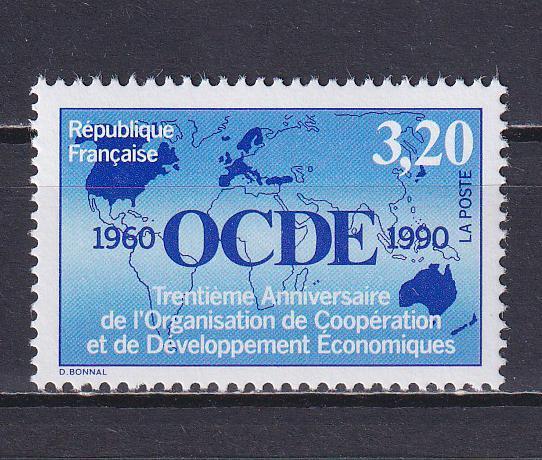 République
Française
3,20
LA POSTE
1960 OCDE 1990
Trentième Anniversaire
de l'Organisation de Coopération
et de Développement Économiques
D. BONNAL